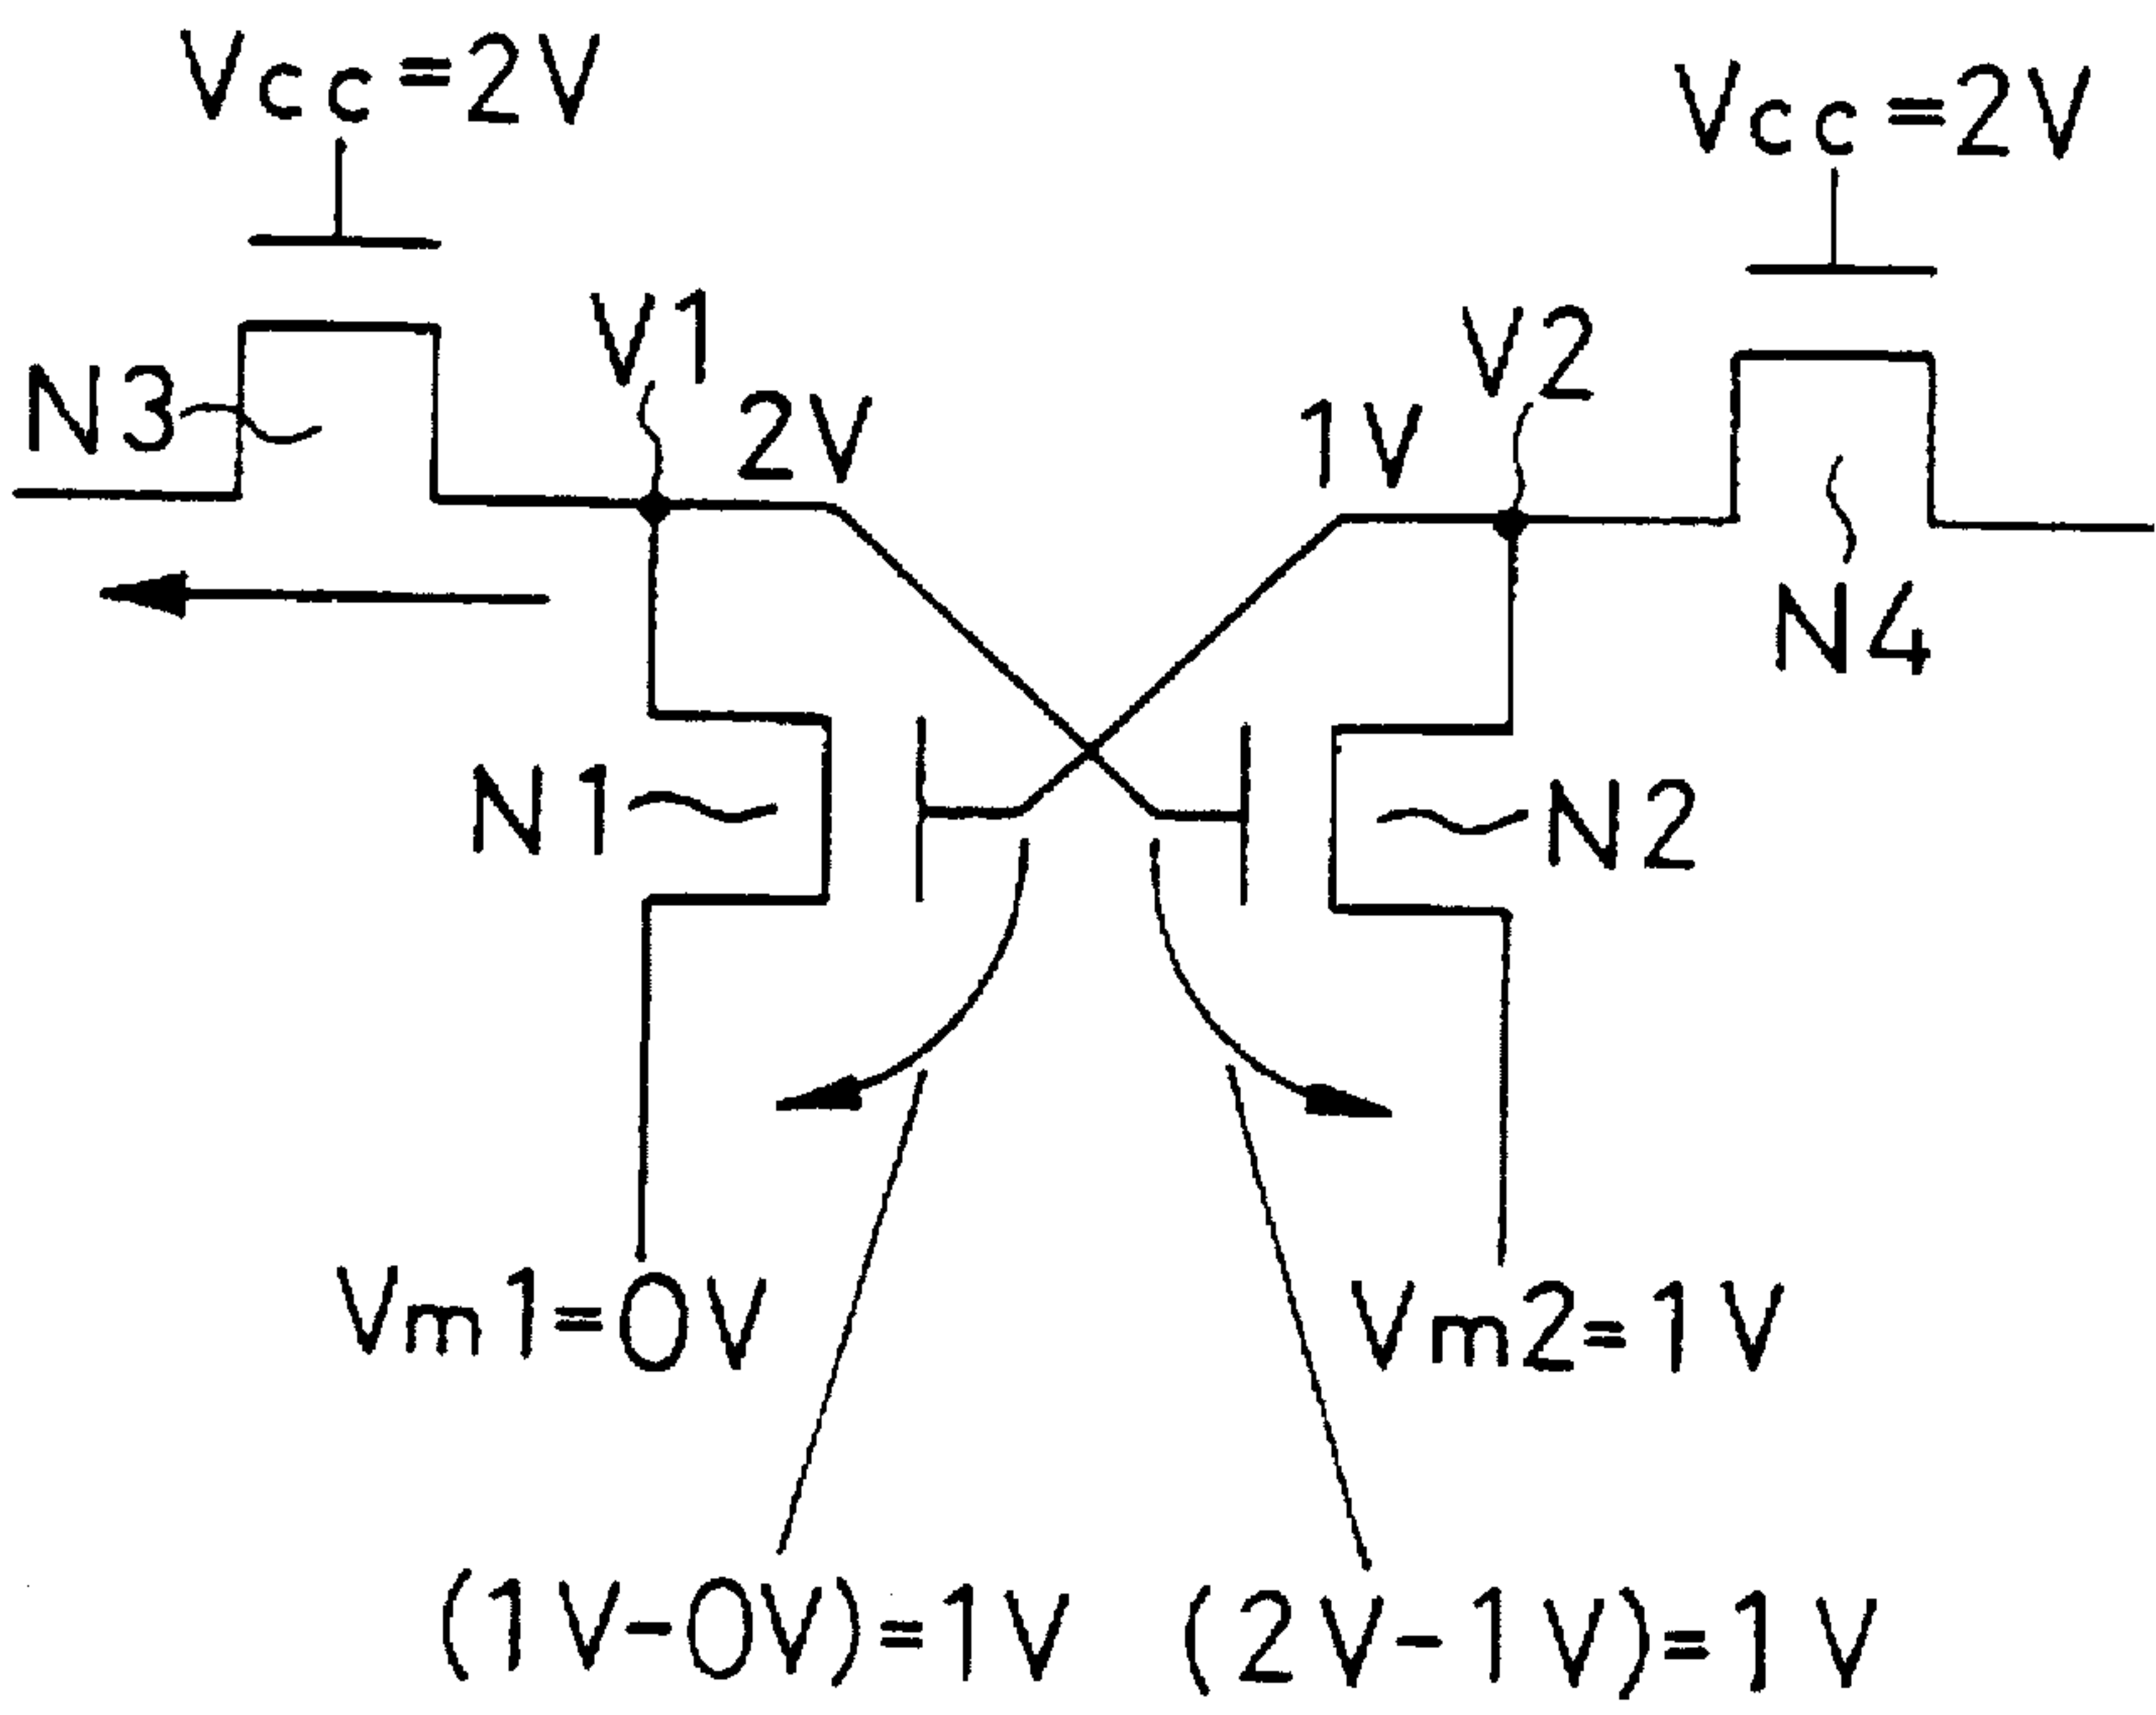 Vcc=2V
Vcc=2V
V1
V2
N3
2V
1V
N4
N1
N2
Vm1=0V
Vm2=1V
(1V-0V)=1V
(2V-1V)=1V